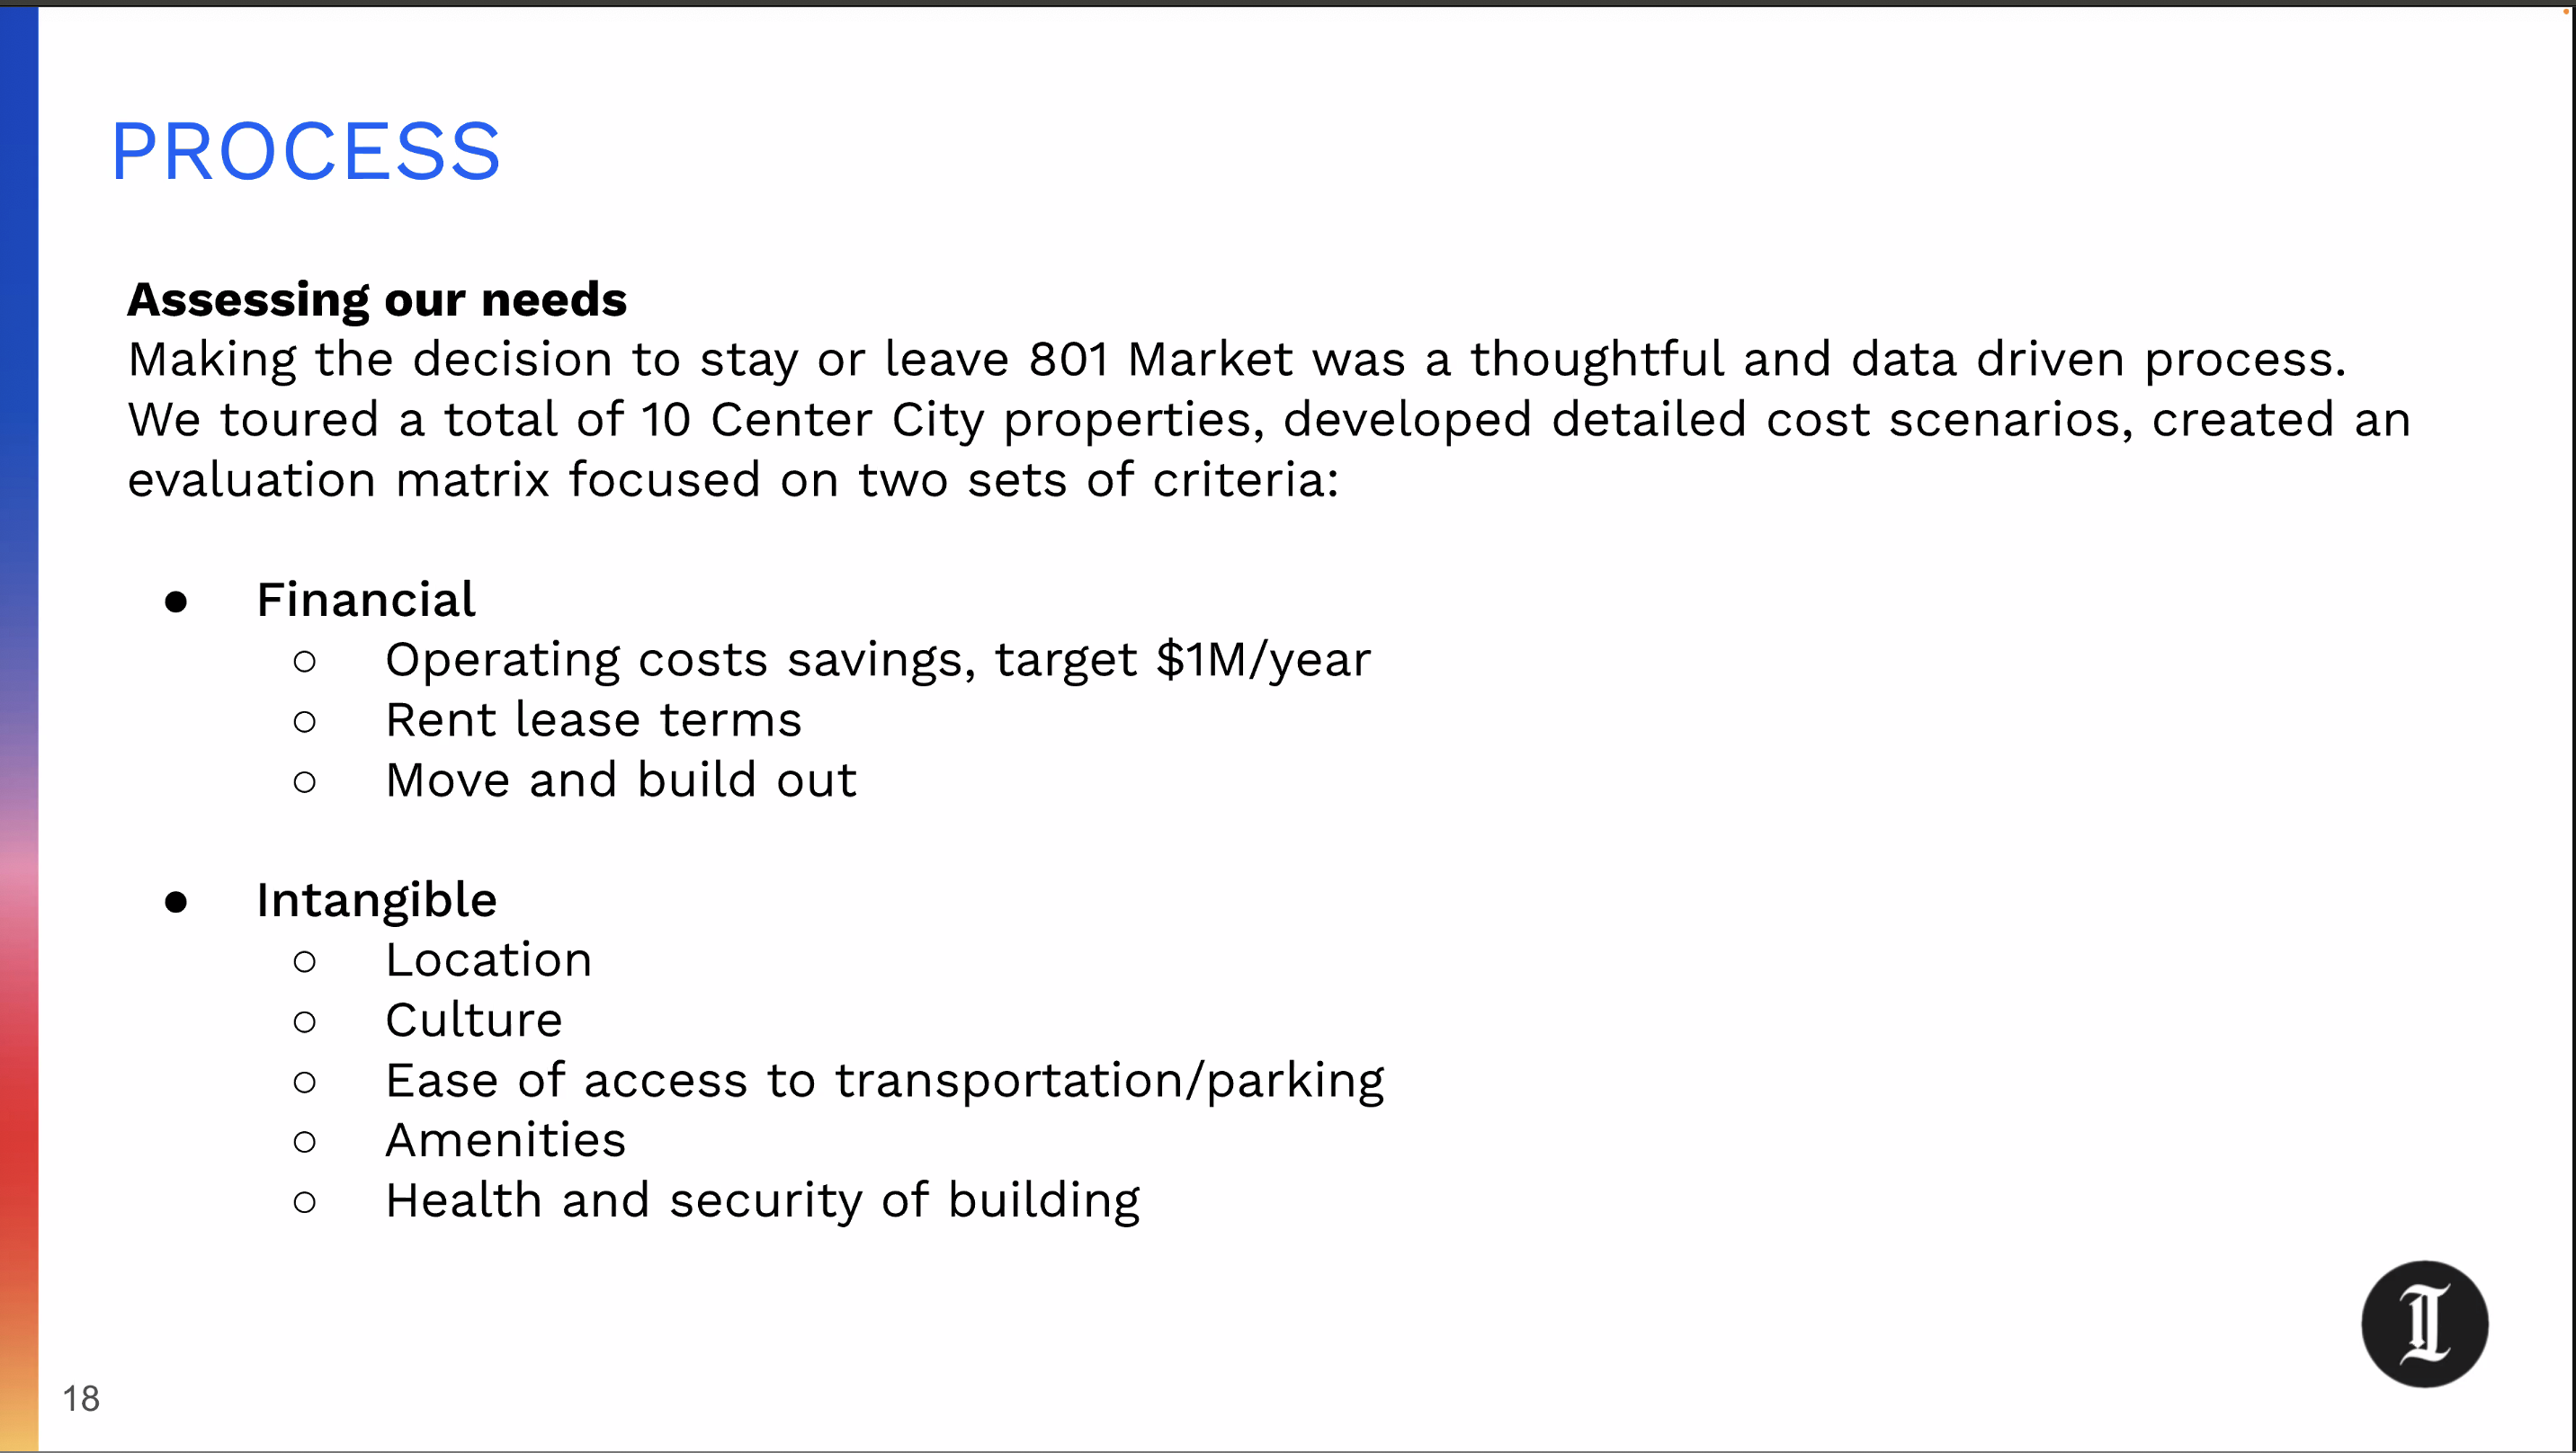 PROCESS
Assessing our needs
Making the decision to stay or leave 801 Market was a thoughtful and data driven process.
We toured a total of 10 Center City properties, developed detailed cost scenarios, created an
evaluation matrix focused on two sets of criteria:
● Financial
○ Operating costs savings, target $1M/year
○ Rent lease terms
○ Move and build out
● Intangible
○ Location
○ Culture
○ Ease of access to transportation/parking
○ Amenities
○ Health and security of building
I
18